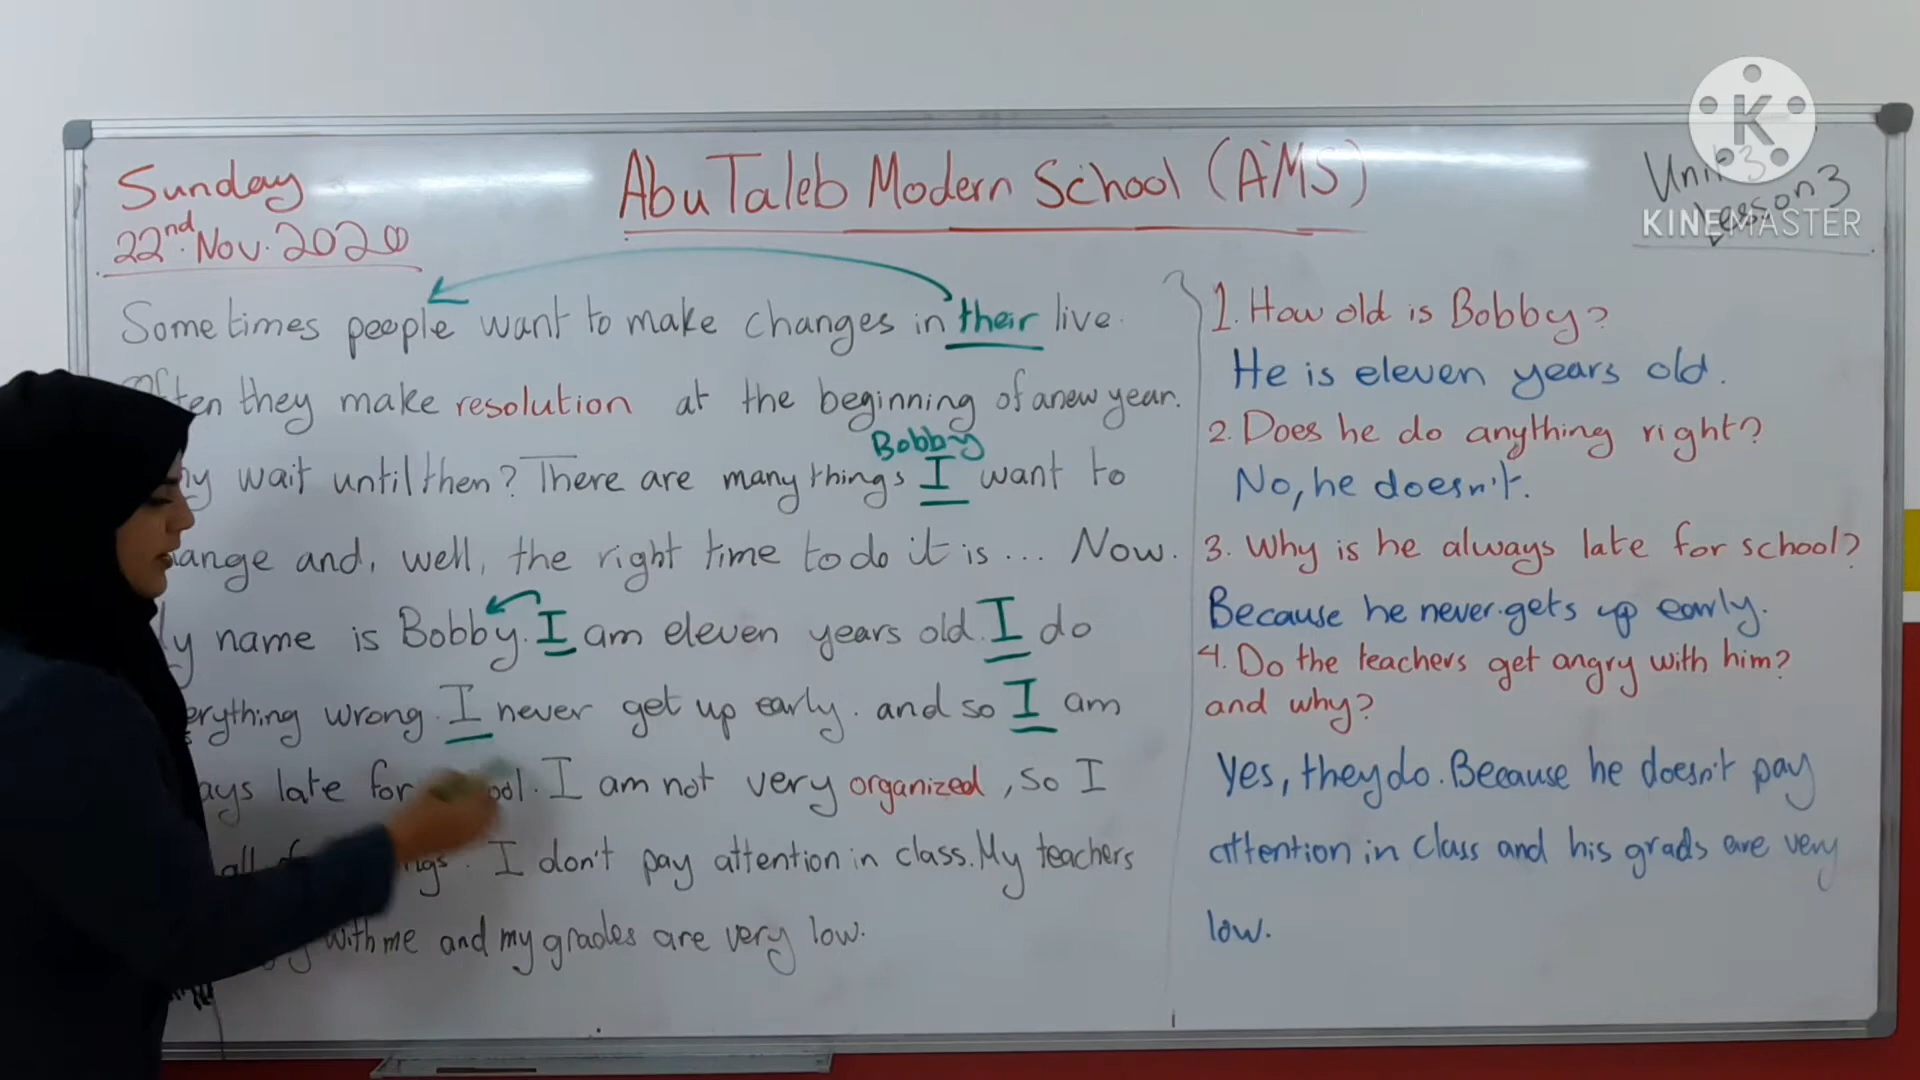 Sunday
22nd. Nov. 2020
Abu Taleb Modern School (AMS)
Unit 3
Lesson 3
K
KINEMASTER
Sometimes people want to make changes in their live.
Often they make resolution at the beginning of a new year.
Bobby
wait until then? There are many things I want to
and, well, the right time to do it is ... Now.
name is Bobby. I am eleven years old. I do
wrong. I never get up early. and so I am
late for I am not very organized, so I
all I don't pay attention in class. My teachers
with me and my grades are very low.
1. How old is Bobby?
He is eleven years old.
2. Does he do anything right?
No, he doesn't.
3. Why is he always late for school?
Because he never.gets up early.
4. Do the teachers get angry with him?
and why?
Yes, they do. Because he doesn't pay
attention in class and his grads are very
low.